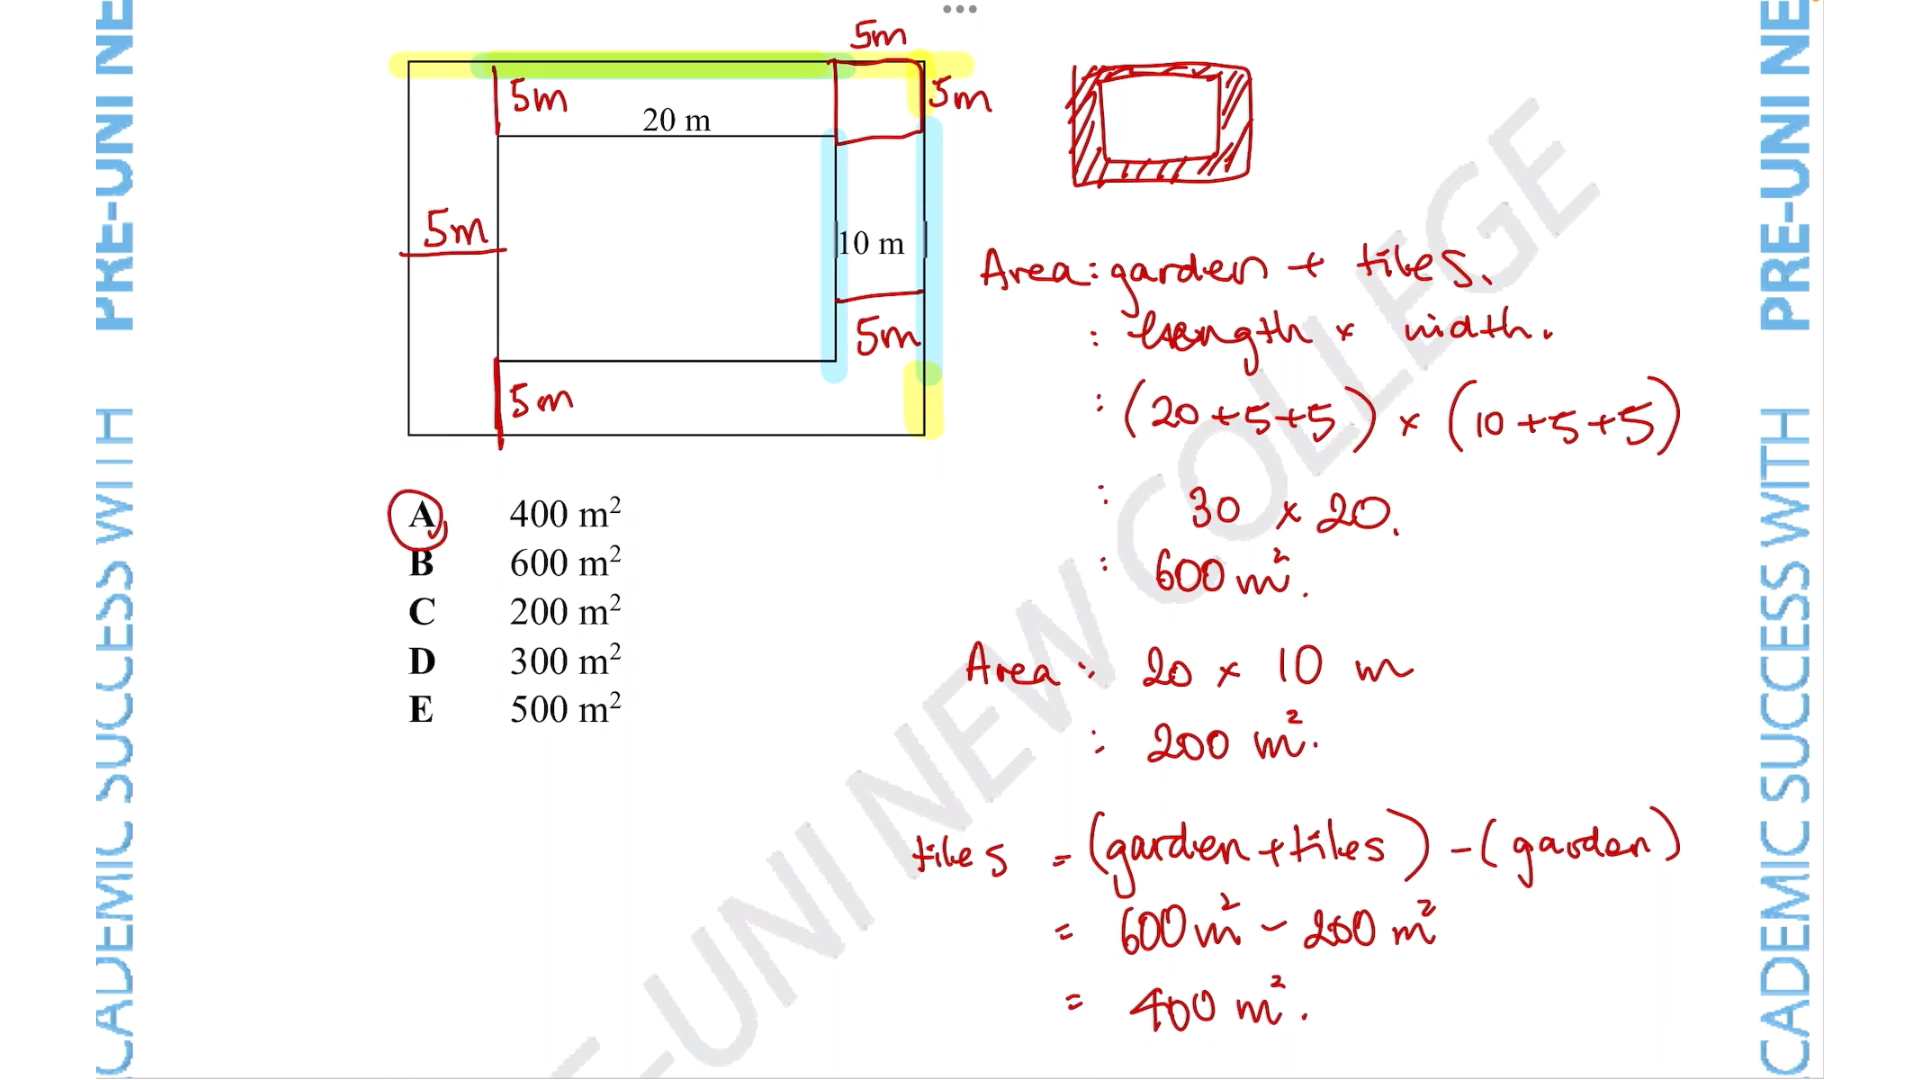 5m
5m
5m
20 m
5m
10 m
5m
5m
A 400 m²
B 600 m²
C 200 m²
D 300 m²
E 500 m²
Area: garden + tiles.
: length × width.
: (20+5+5) × (10+5+5)
: 30 × 20.
: 600 m².
Area: 20 × 10 m
: 200 m².
tiles = (garden + tiles) - (garden)
= 600 m² - 200 m²
= 400 m².
CADEMIC SUCCESS WITH PRE-UNI NE
CADEMIC SUCCESS WITH PRE-UNI NE
E-UNI NEW COLLEGE